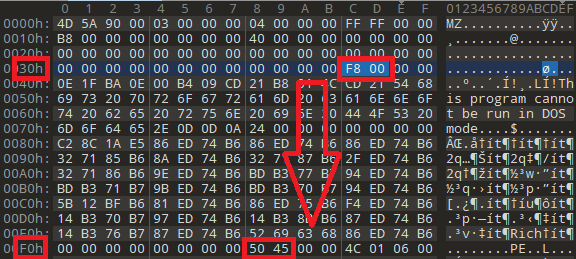 0 1 2 3 4 5 6 7 8 9 A B C D Ě F 0123456789ABCDĚF
0000h: 4D 5A 90 00 03 00 00 00 04 00 00 00 FF FF 00 00 MZ..........ÿÿ..
0010h: B8 00 00 00 00 00 00 00 40 00 00 00 00 00 00 00 ¸.......@.......
0020h: 00 00 00 00 00 00 00 00 00 00 00 00 00 00 00 00 ................
30h: 00 00 00 00 00 00 00 00 00 00 00 00 F8 00 00 00 ............ø...
0040h: 0E 1F BA 0E 00 B4 09 CD 21 B8 CD 21 54 68 ..º..´.Í!¸.LÍ!Th
0050h: 69 73 20 70 72 6F 67 72 61 6D 63 61 6E 6E 6F is program canno
0060h: 74 20 62 65 20 72 75 6E 20 69 44 4F 53 20 t be run in DOS
0070h: 6D 6F 64 65 2E 0D 0D 0A 24 00 00 00 00 00 mode....$.......
0080h: C2 8C 1A E5 86 ED 74 B6 86 ED B6 86 ED 74 B6 ÂŒ.å†ít¶†ít¶†ít¶
0090h: 32 71 85 B6 8A ED 74 B6 32 71 B6 2F ED 74 B6 2q…¶Šít¶2q‡¶/ít¶
00A0h: 32 71 86 B6 9E ED 74 B6 BD B3 B7 94 ED 74 B6 2q†¶žít¶½³w·”ít¶
00B0h: BD B3 71 B7 9B ED 74 B6 BD B3 B7 94 ED 74 B6 ½³q·›ít¶½³p·”ít¶
00C0h: 5B 12 BF B6 81 ED 74 B6 86 ED B6 F4 ED 74 B6 [.¿¶.ít¶†íu¶ôít¶
00D0h: 14 B3 70 B7 97 ED 74 B6 14 B3 B6 87 ED 74 B6 .³p·—ít¶.³‹¶‡ít¶
00E0h: 14 B3 76 B7 87 ED 74 B6 52 69 63 68 86 ED 74 B6 .³v·‡ít¶Rich†ít¶
F0h: 00 00 00 00 00 00 00 00 50 45 00 00 4C 01 06 00 ........PE..L...